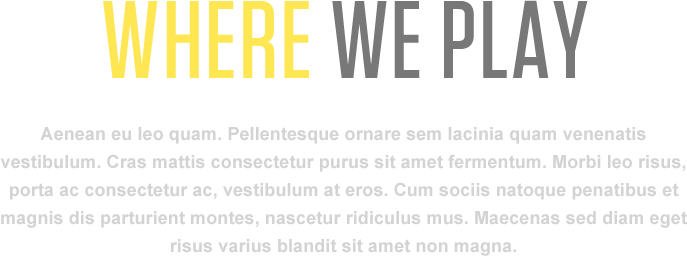 WHERE WE PLAY
Aenean eu leo quam. Pellentesque ornare sem lacinia quam venenatis
vestibulum. Cras mattis consectetur purus sit amet fermentum. Morbi leo risus,
porta ac consectetur ac, vestibulum at eros. Cum sociis natoque penatibus et
magnis dis parturient montes, nascetur ridiculus mus. Maecenas sed diam eget
risus varius blandit sit amet non magna.